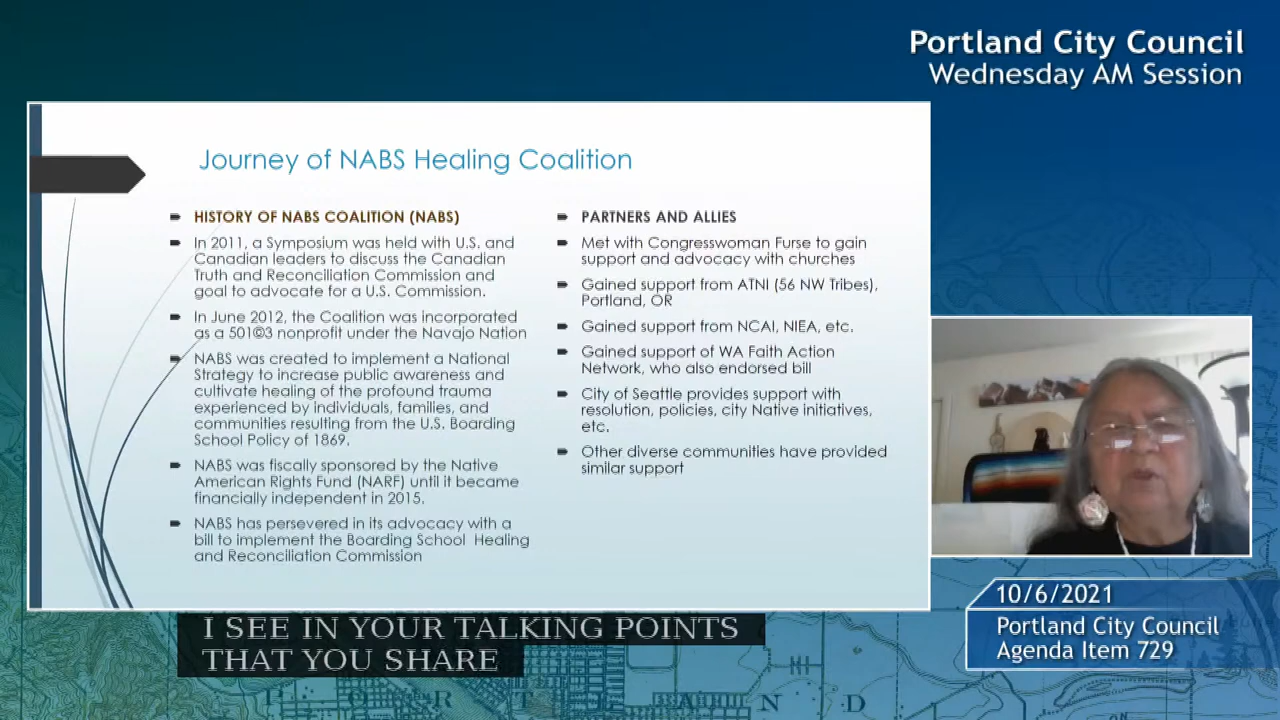 Portland City Council
Wednesday AM Session
Journey of NABS Healing Coalition
HISTORY OF NABS COALITION (NABS)
In 2011, a Symposium was held with U.S. and
Canadian leaders to discuss the Canadian
Truth and Reconciliation Commission and
goal to advocate for a U.S. Commission.
In June 2012, the Coalition was incorporated
as a 501©3 nonprofit under the Navajo Nation
NABS was created to implement a National
Strategy to increase public awareness and
cultivate healing of the profound trauma
experienced by individuals, families, and
communities resulting from the U.S. Boarding
School Policy of 1869.
NABS was fiscally sponsored by the Native
American Rights Fund (NARF) until it became
financially independent in 2015.
NABS has persevered in its advocacy with a
bill to implement the Boarding School Healing
and Reconciliation Commission
PARTNERS AND ALLIES
Met with Congresswoman Furse to gain
support and advocacy with churches
Gained support from ATNI (56 NW Tribes),
Portland, OR
Gained support from NCAI, NIEA, etc.
Gained support of WA Faith Action
Network, who also endorsed bill
City of Seattle provides support with
resolution, policies, city Native initiatives,
etc.
Other diverse communities have provided
similar support
I SEE IN YOUR TALKING POINTS
THAT YOU SHARE
10/6/2021
Portland City Council
Agenda Item 729
P O R T L A N D